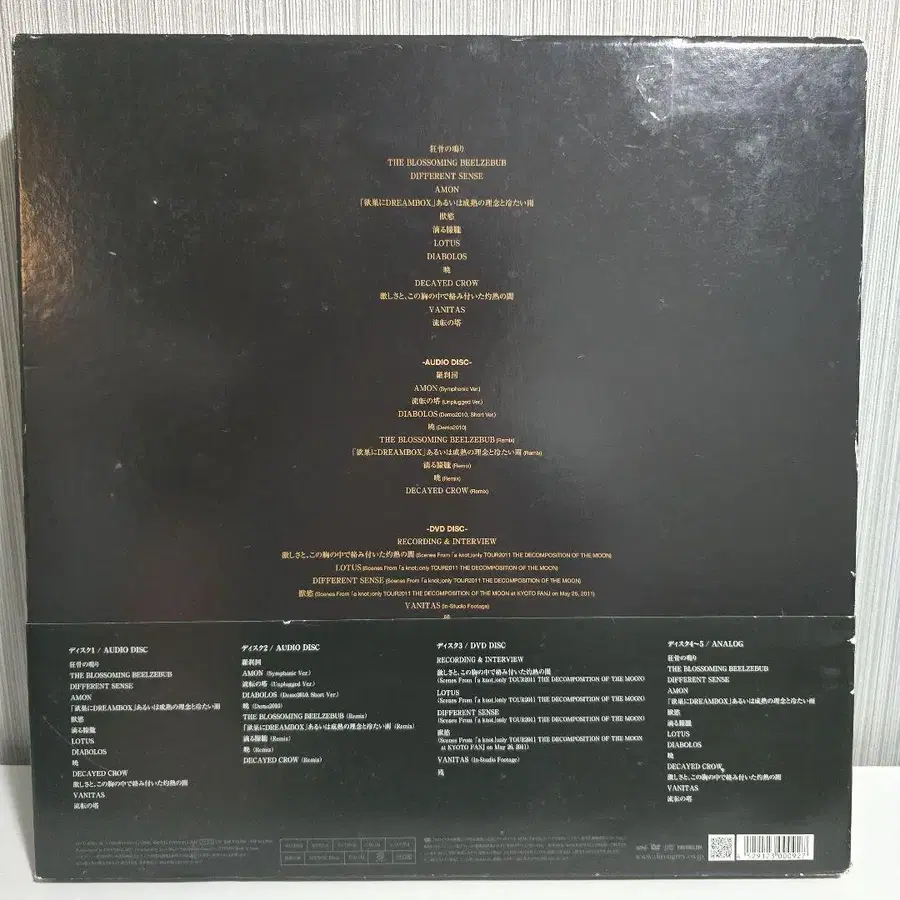 狂骨の鳴り
THE BLOSSOMING BEELZEBUB
DIFFERENT SENSE
AMON
「欲巣にDREAMBOX」あるいは成熟の理念と冷たい雨
獣慾
滴る朦朧
LOTUS
DIABOLOS
暁
DECAYED CROW
激しさと、この胸の中で絡み付いた灼熱の闇
VANITAS
流転の塔
-AUDIO DISC-
羅刹国
AMON (Symphonic Ver.)
流転の塔 (Unplugged Ver.)
DIABOLOS (Demo2010, Short Ver.)
暁 (Demo2010)
THE BLOSSOMING BEELZEBUB (Remix)
「欲巣にDREAMBOX」あるいは成熟の理念と冷たい雨 (Remix)
滴る朦朧 (Remix)
暁 (Remix)
DECAYED CROW (Remix)
-DVD DISC-
RECORDING & INTERVIEW
激しさと、この胸の中で絡み付いた灼熱の闇 (Scenes From「a knot」only TOUR2011 THE DECOMPOSITION OF THE MOON)
LOTUS (Scenes From「a knot」only TOUR2011 THE DECOMPOSITION OF THE MOON)
DIFFERENT SENSE (Scenes From「a knot」only TOUR2011 THE DECOMPOSITION OF THE MOON)
獣慾 (Scenes From「a knot」only TOUR2011 THE DECOMPOSITION OF THE MOON at KYOTO FANJ on May 26, 2011)
VANITAS (In-Studio Footage)
ディスク1 / AUDIO DISC
狂骨の鳴り
THE BLOSSOMING BEELZEBUB
DIFFERENT SENSE
AMON
「欲巣にDREAMBOX」あるいは成熟の理念と冷たい雨
獣慾
滴る朦朧
LOTUS
DIABOLOS
暁
DECAYED CROW
激しさと、この胸の中で絡み付いた灼熱の闇
VANITAS
流転の塔
ディスク2 / AUDIO DISC
羅刹国
AMON (Symphonic Ver.)
流転の塔 (Unplugged Ver.)
DIABOLOS (Demo2010, Short Ver.)
暁 (Demo2010)
THE BLOSSOMING BEELZEBUB (Remix)
「欲巣にDREAMBOX」あるいは成熟の理念と冷たい雨 (Remix)
滴る朦朧 (Remix)
暁 (Remix)
DECAYED CROW (Remix)
ディスク3 / DVD DISC
RECORDING & INTERVIEW
激しさと、この胸の中で絡み付いた灼熱の闇
(Scenes From「a knot」only TOUR2011 THE DECOMPOSITION OF THE MOON)
LOTUS
(Scenes From「a knot」only TOUR2011 THE DECOMPOSITION OF THE MOON)
DIFFERENT SENSE
(Scenes From「a knot」only TOUR2011 THE DECOMPOSITION OF THE MOON)
獣慾
(Scenes From「a knot」only TOUR2011 THE DECOMPOSITION OF THE MOON
at KYOTO FANJ on May 26, 2011)
VANITAS (In-Studio Footage)
残
ディスク4〜5 / ANALOG
狂骨の鳴り
THE BLOSSOMING BEELZEBUB
DIFFERENT SENSE
AMON
「欲巣にDREAMBOX」あるいは成熟の理念と冷たい雨
獣慾
滴る朦朧
LOTUS
DIABOLOS
暁
DECAYED CROW
激しさと、この胸の中で絡み付いた灼熱の闇
VANITAS
流転の塔
www.direngrey.co.jp
4 529123 000927